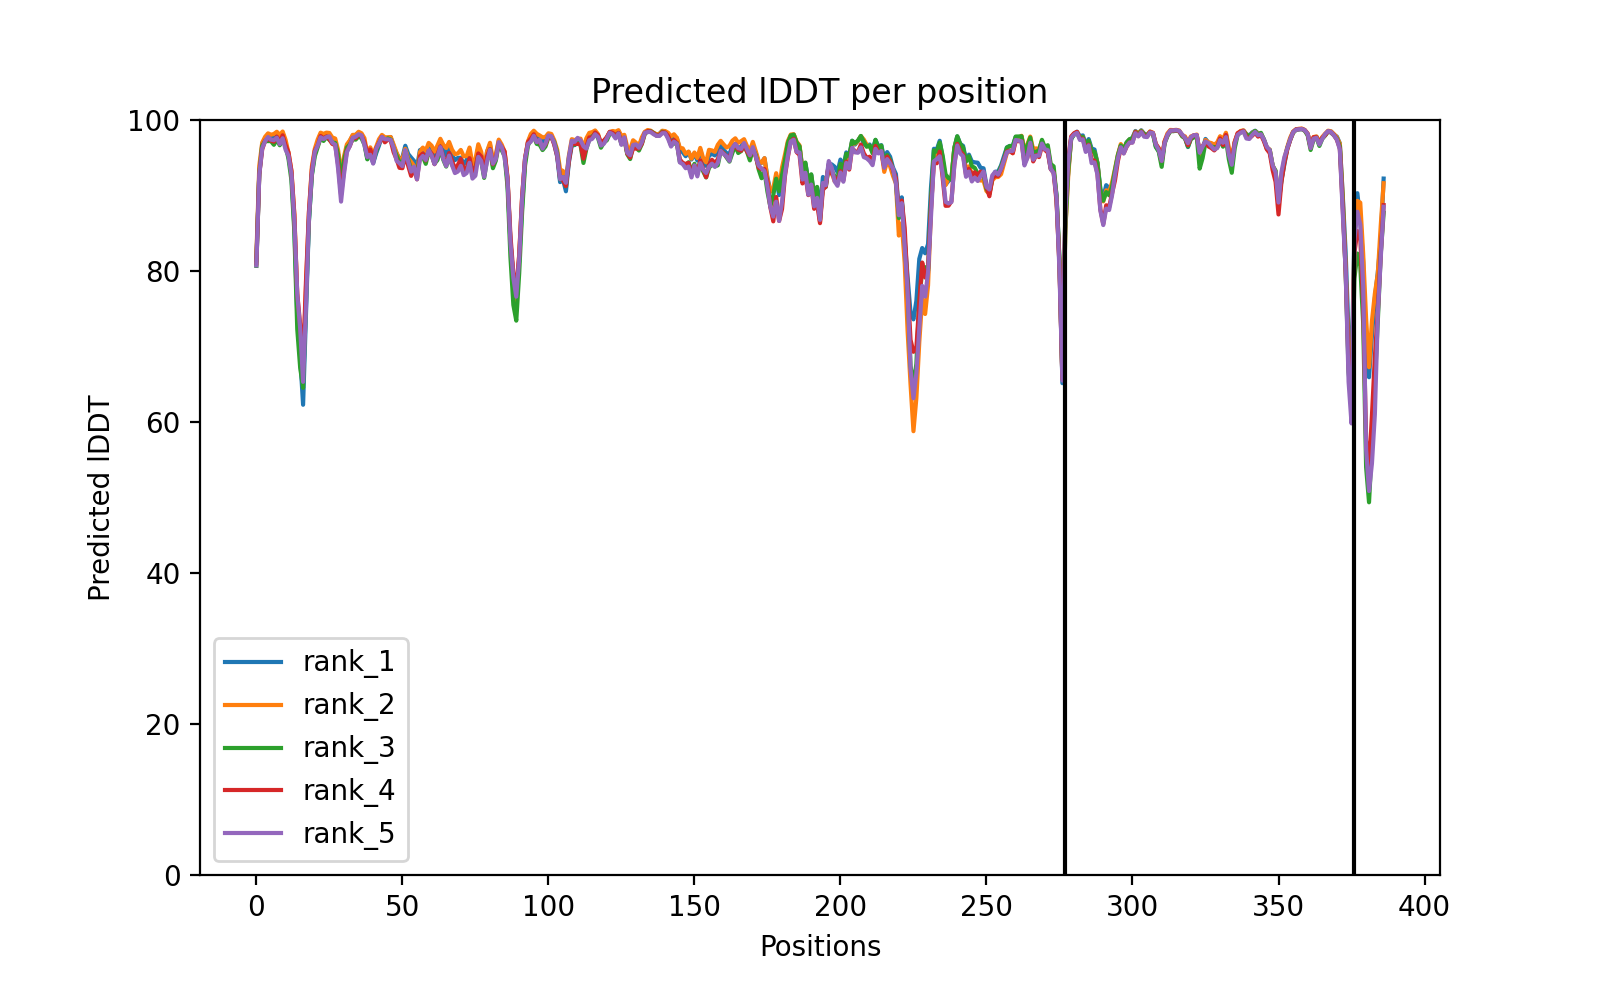 Predicted lDDT per position
100
80
60
40
20
0
Predicted lDDT
rank_1
rank_2
rank_3
rank_4
rank_5
0 50 100 150 200 250 300 350 400
Positions